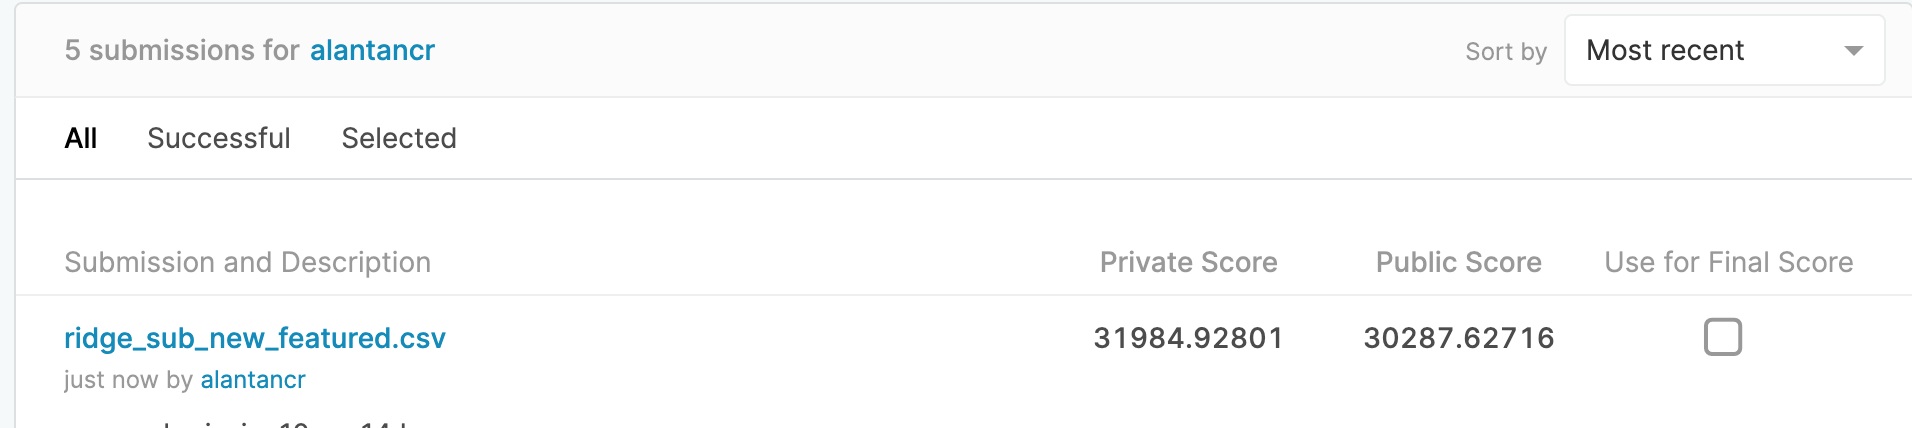 5 submissions for alantancr
Sort by Most recent
All Successful Selected
Submission and Description Private Score Public Score Use for Final Score
ridge_sub_new_featured.csv 31984.92801 30287.62716
just now by alantancr